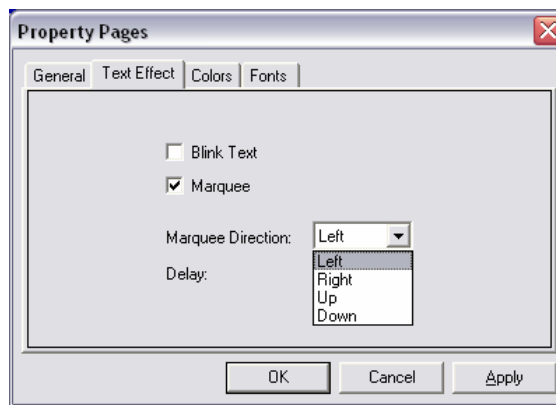 Property Pages
General Text Effect Colors Fonts
Blink Text
Marquee
Marquee Direction: Left
Left
Delay:
Right
Up
Down
OK Cancel Apply